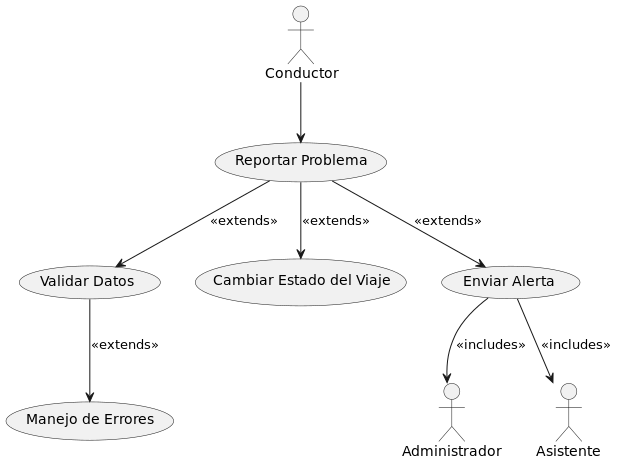 Conductor
Reportar Problema
«extends»
«extends»
«extends»
Validar Datos
Cambiar Estado del Viaje
Enviar Alerta
«extends»
«includes»
«includes»
Manejo de Errores
Administrador
Asistente